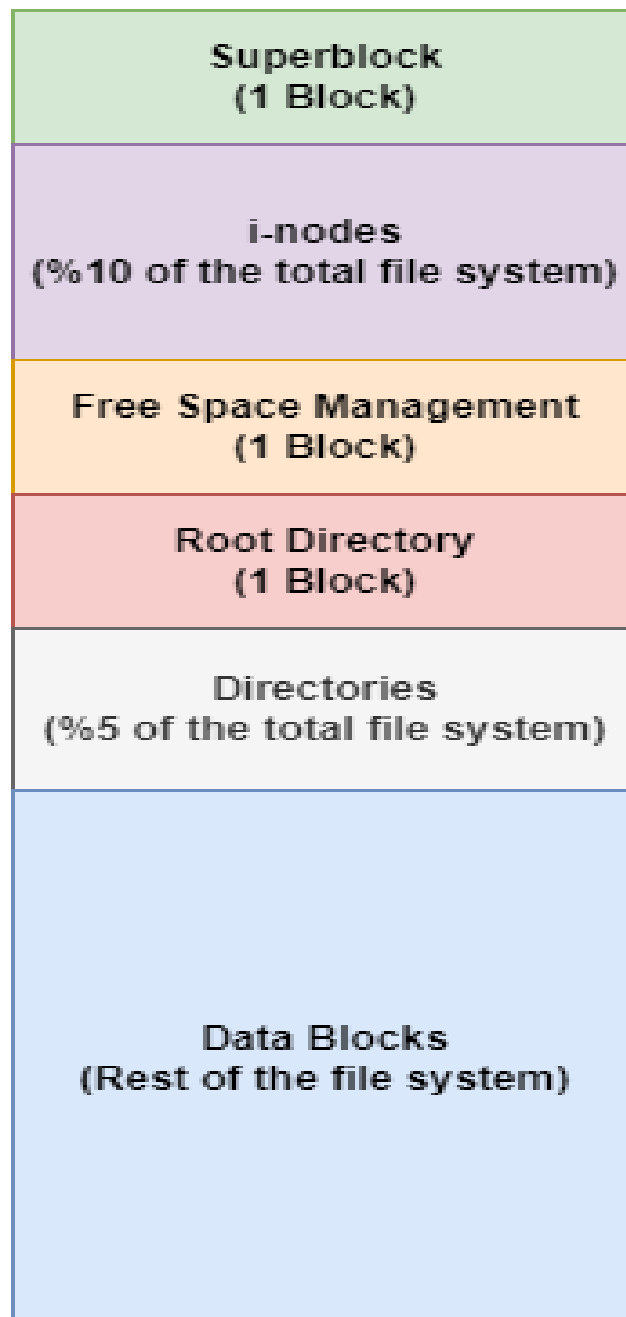 Superblock
(1 Block)
i-nodes
(%10 of the total file system)
Free Space Management
(1 Block)
Root Directory
(1 Block)
Directories
(%5 of the total file system)
Data Blocks
(Rest of the file system)